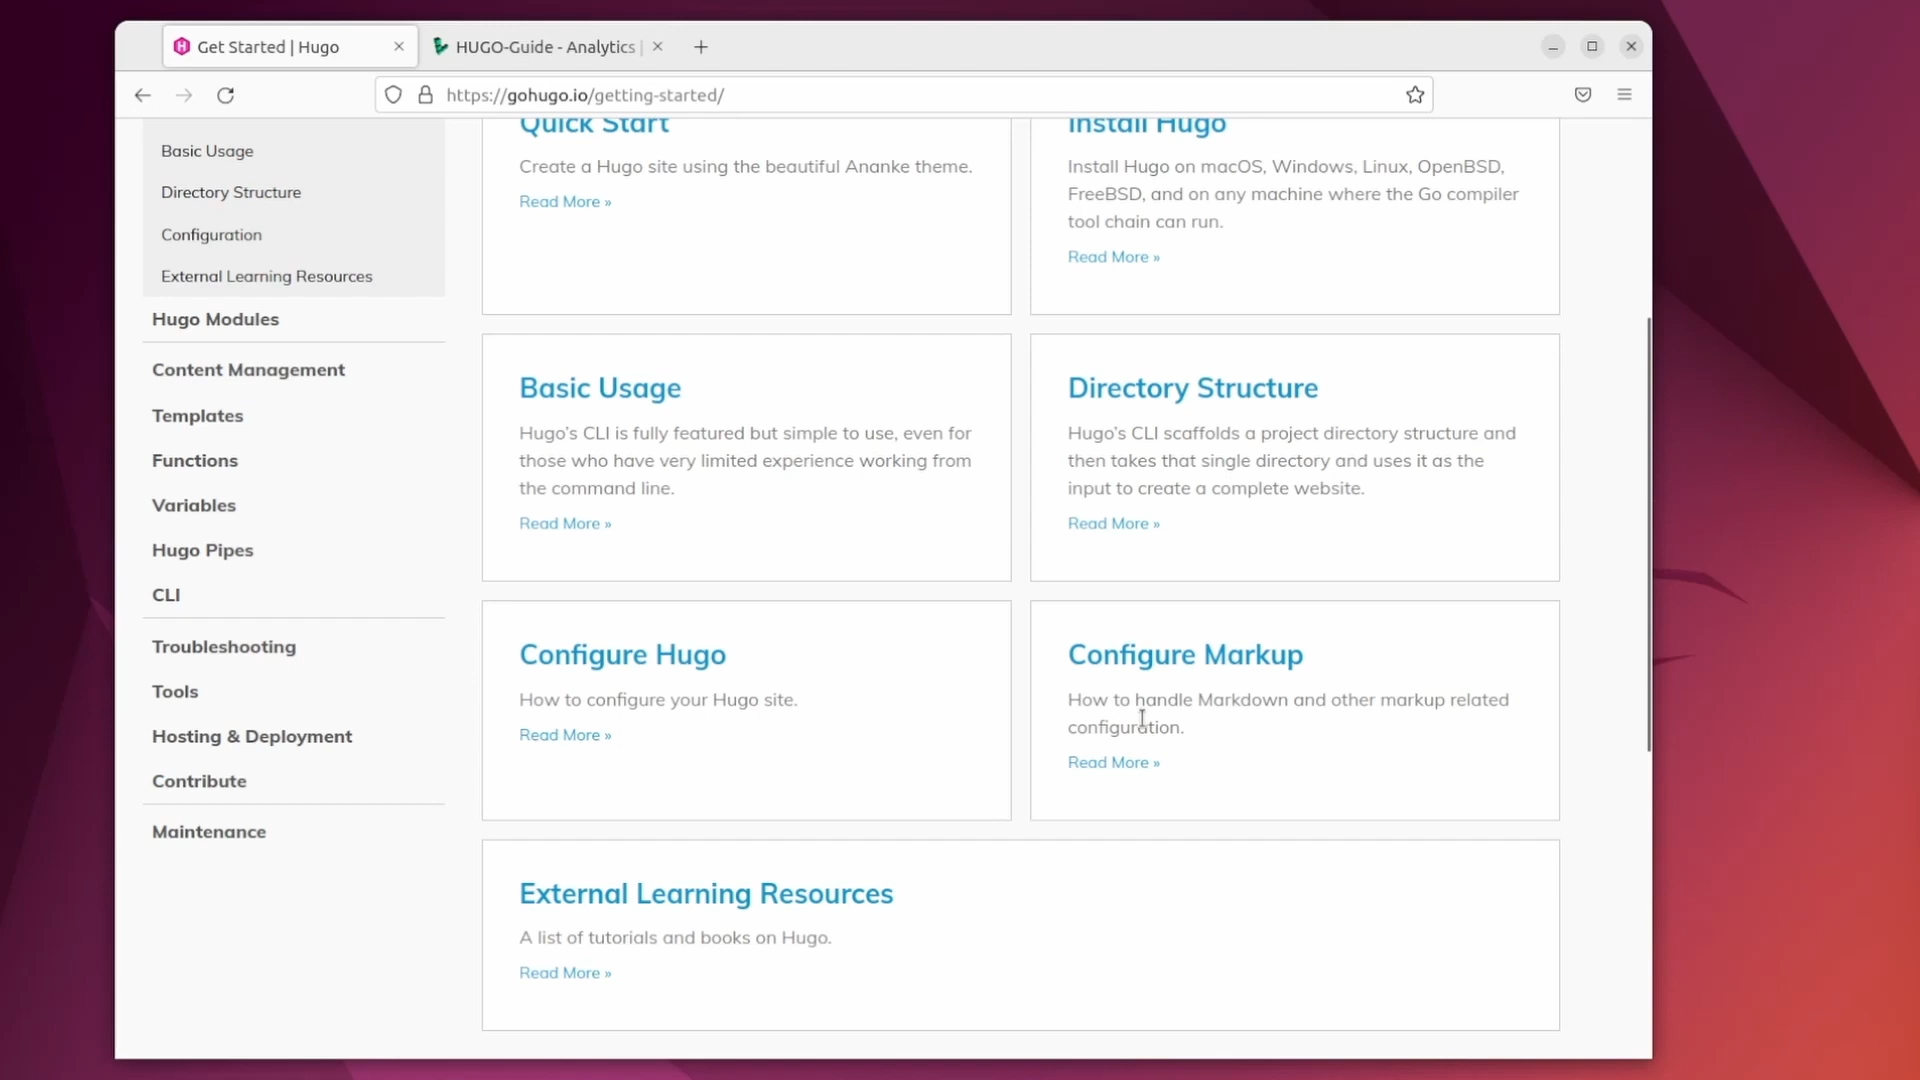 Get Started | Hugo
HUGO-Guide - Analytics |
https://gohugo.io/getting-started/
Basic Usage
Directory Structure
Configuration
External Learning Resources
Hugo Modules
Content Management
Templates
Functions
Variables
Hugo Pipes
CLI
Troubleshooting
Tools
Hosting & Deployment
Contribute
Maintenance
Quick Start
Create a Hugo site using the beautiful Ananke theme.
Read More »
Install Hugo
Install Hugo on macOS, Windows, Linux, OpenBSD,
FreeBSD, and on any machine where the Go compiler
tool chain can run.
Read More »
Basic Usage
Hugo’s CLI is fully featured but simple to use, even for
those who have very limited experience working from
the command line.
Read More »
Directory Structure
Hugo’s CLI scaffolds a project directory structure and
then takes that single directory and uses it as the
input to create a complete website.
Read More »
Configure Hugo
How to configure your Hugo site.
Read More »
Configure Markup
How to handle Markdown and other markup related
configuration.
Read More »
External Learning Resources
A list of tutorials and books on Hugo.
Read More »